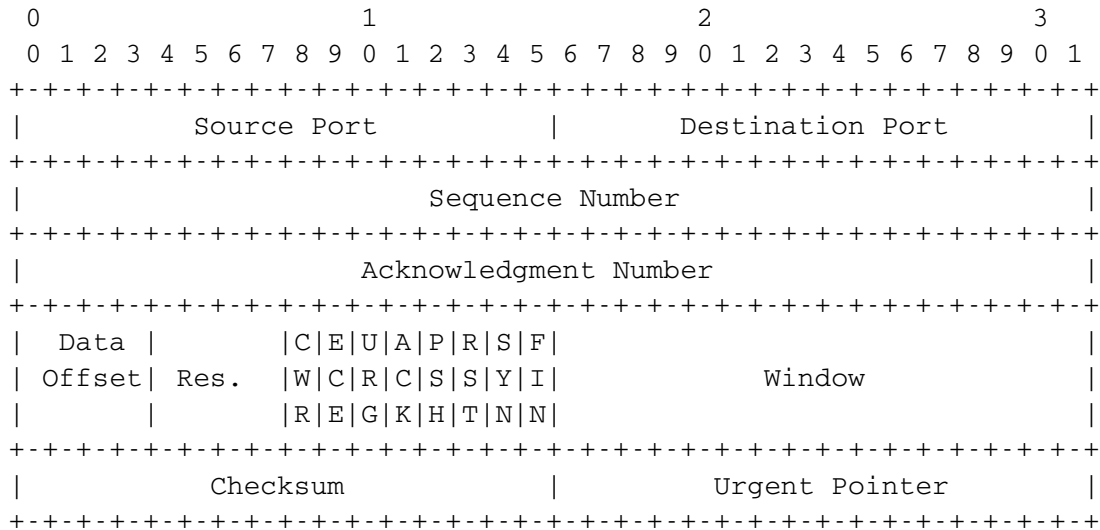 0                   1                   2                   3
 0 1 2 3 4 5 6 7 8 9 0 1 2 3 4 5 6 7 8 9 0 1 2 3 4 5 6 7 8 9 0 1
+-+-+-+-+-+-+-+-+-+-+-+-+-+-+-+-+-+-+-+-+-+-+-+-+-+-+-+-+-+-+-+-+
|          Source Port          |       Destination Port        |
+-+-+-+-+-+-+-+-+-+-+-+-+-+-+-+-+-+-+-+-+-+-+-+-+-+-+-+-+-+-+-+-+
|                        Sequence Number                        |
+-+-+-+-+-+-+-+-+-+-+-+-+-+-+-+-+-+-+-+-+-+-+-+-+-+-+-+-+-+-+-+-+
|                    Acknowledgment Number                      |
+-+-+-+-+-+-+-+-+-+-+-+-+-+-+-+-+-+-+-+-+-+-+-+-+-+-+-+-+-+-+-+-+
|  Data |       |C|E|U|A|P|R|S|F|                               |
| Offset| Res.  |W|C|R|C|S|S|Y|I|            Window             |
|       |       |R|E|G|K|H|T|N|N|                               |
+-+-+-+-+-+-+-+-+-+-+-+-+-+-+-+-+-+-+-+-+-+-+-+-+-+-+-+-+-+-+-+-+
|           Checksum            |         Urgent Pointer        |
+-+-+-+-+-+-+-+-+-+-+-+-+-+-+-+-+-+-+-+-+-+-+-+-+-+-+-+-+-+-+-+-+